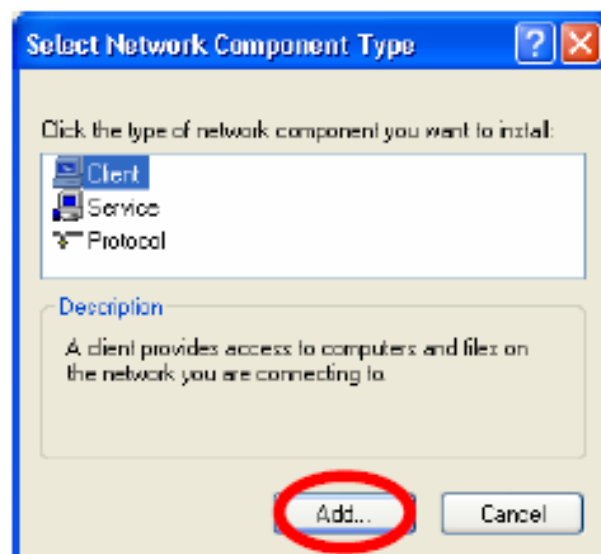 Select Network Component Type
Click the type of network component you want to install:
Client
Service
Protocol
Description
A client provides access to computers and files on
the network you are connecting to.
Add...
Cancel